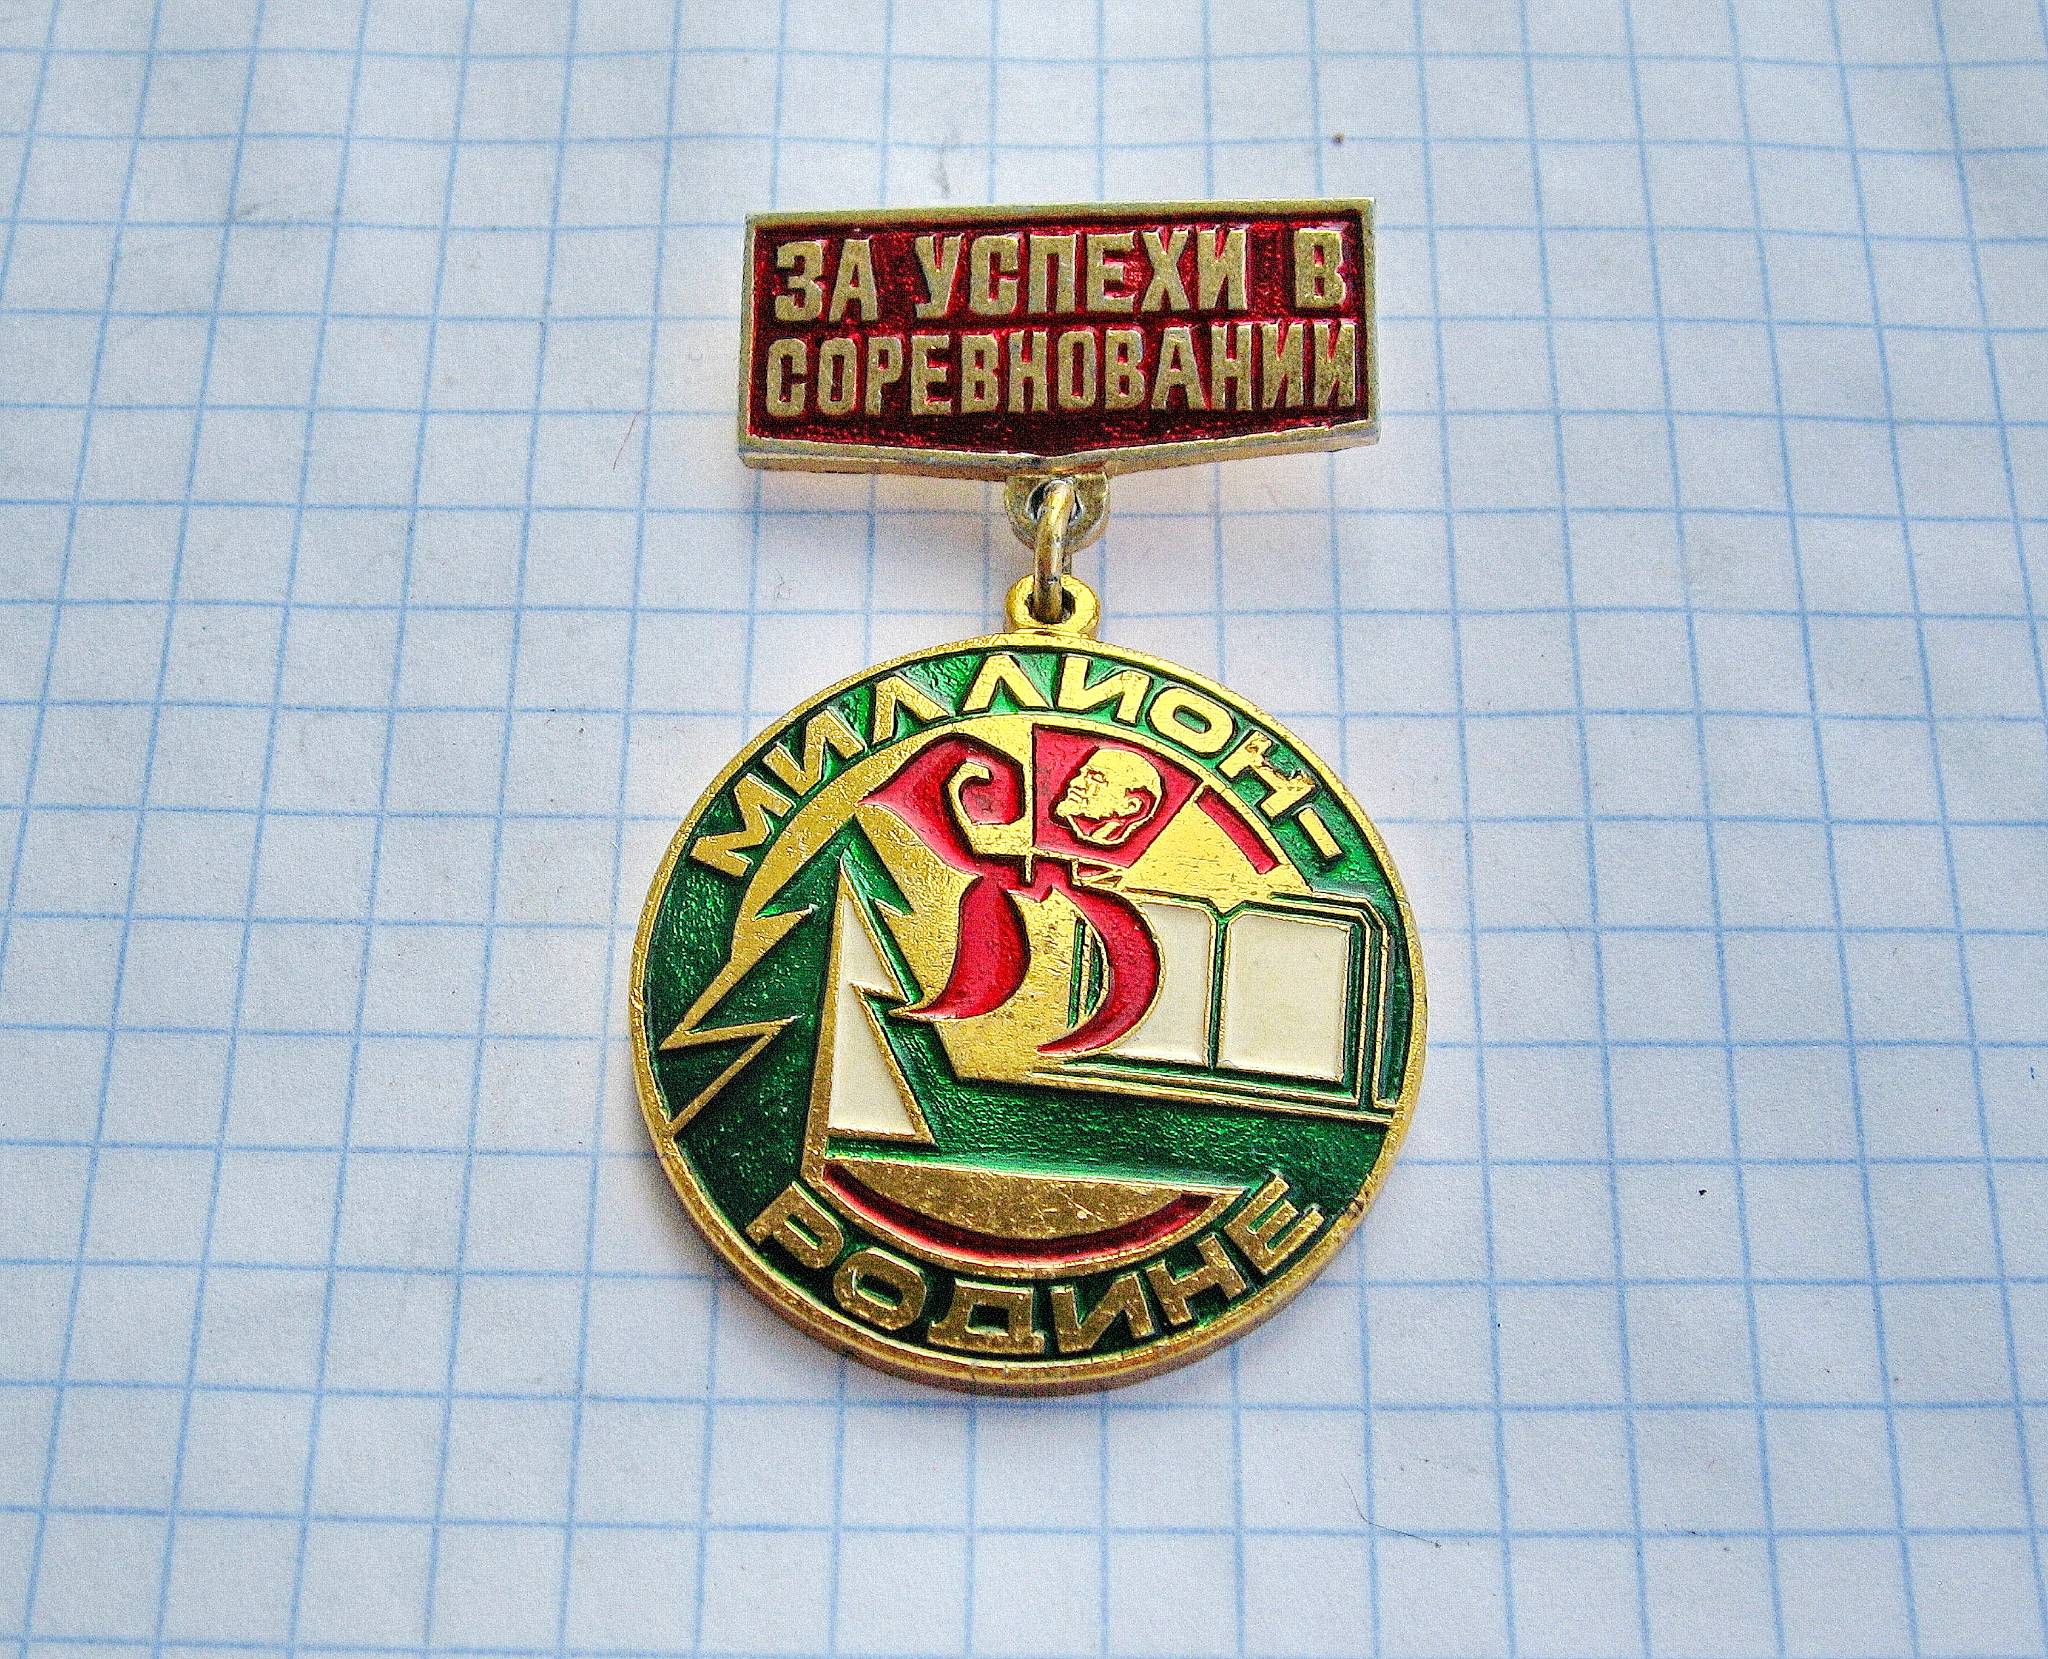 ЗА УСПЕХИ В
СОРЕВНОВАНИИ
МИЛЛИОН-
РОДИНЕ